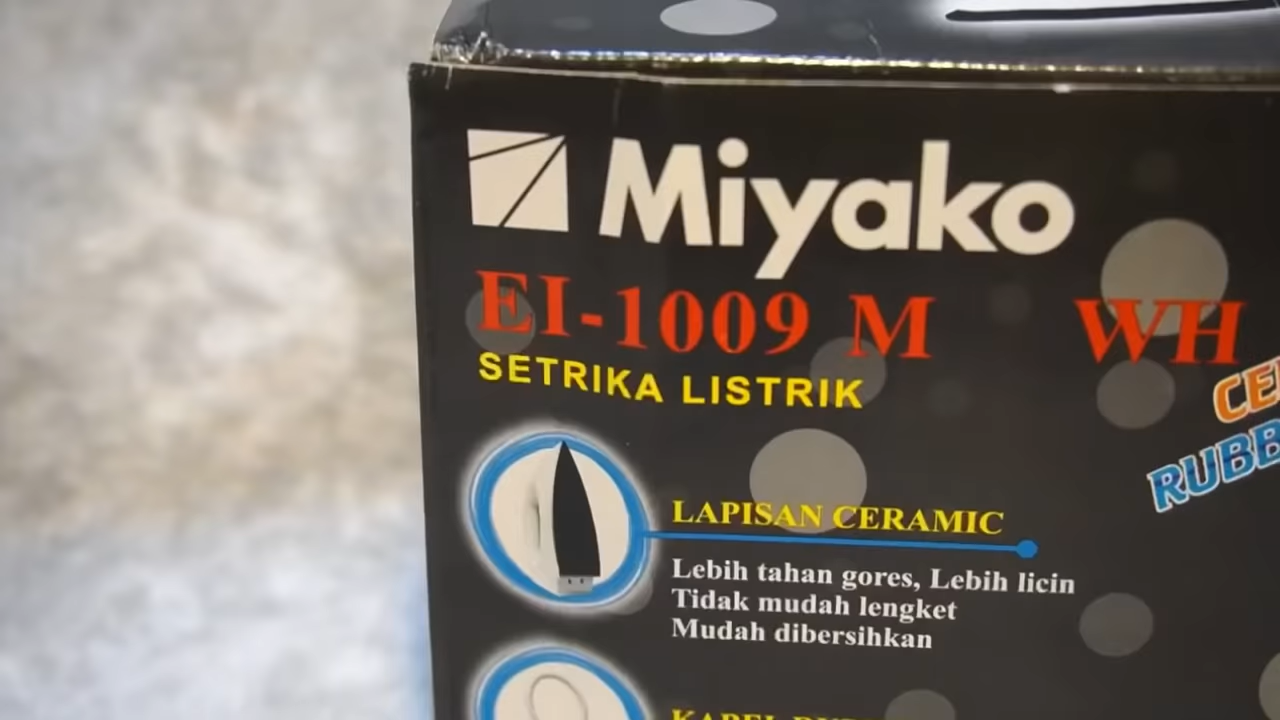 Miyako
EI-1009 M WH
SETRIKA LISTRIK
LAPISAN CERAMIC
Lebih tahan gores, Lebih licin
Tidak mudah lengket
Mudah dibersihkan